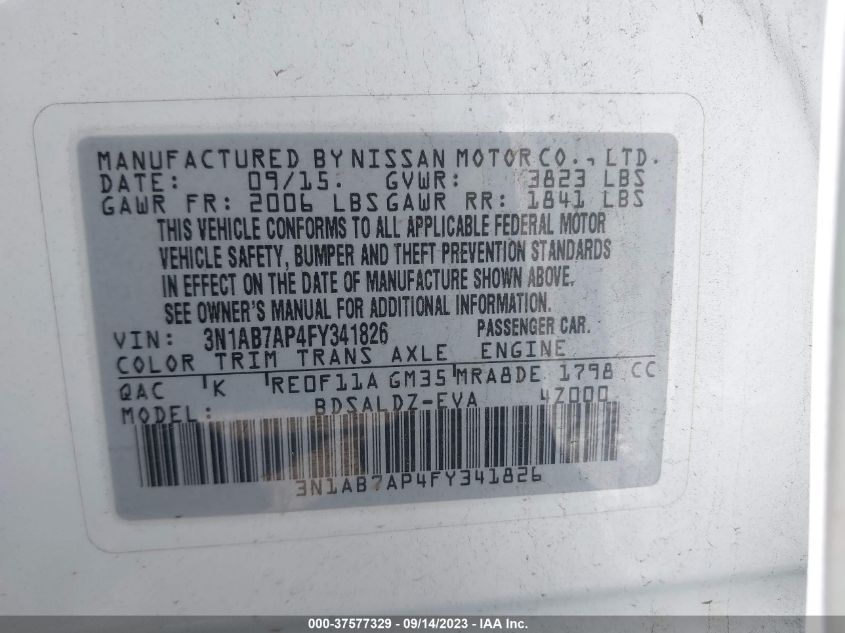 MANUFACTURED BY NISSAN MOTOR CO., LTD.
DATE: 09/15. GVWR: 3823 LBS
GAWR FR: 2006 LBS GAWR RR: 1841 LBS
THIS VEHICLE CONFORMS TO ALL APPLICABLE FEDERAL MOTOR
VEHICLE SAFETY, BUMPER AND THEFT PREVENTION STANDARDS
IN EFFECT ON THE DATE OF MANUFACTURE SHOWN ABOVE.
SEE OWNER'S MANUAL FOR ADDITIONAL INFORMATION.
VIN: 3N1AB7AP4FY341826 PASSENGER CAR.
COLOR TRIM TRANS AXLE ENGINE
QAC K RE0F11A GM35 MRA8DE 1798 CC
MODEL: BDSALDZ-EVA 4Z000
3N1AB7AP4FY341826
000-37577329 - 09/14/2023 - IAA Inc.